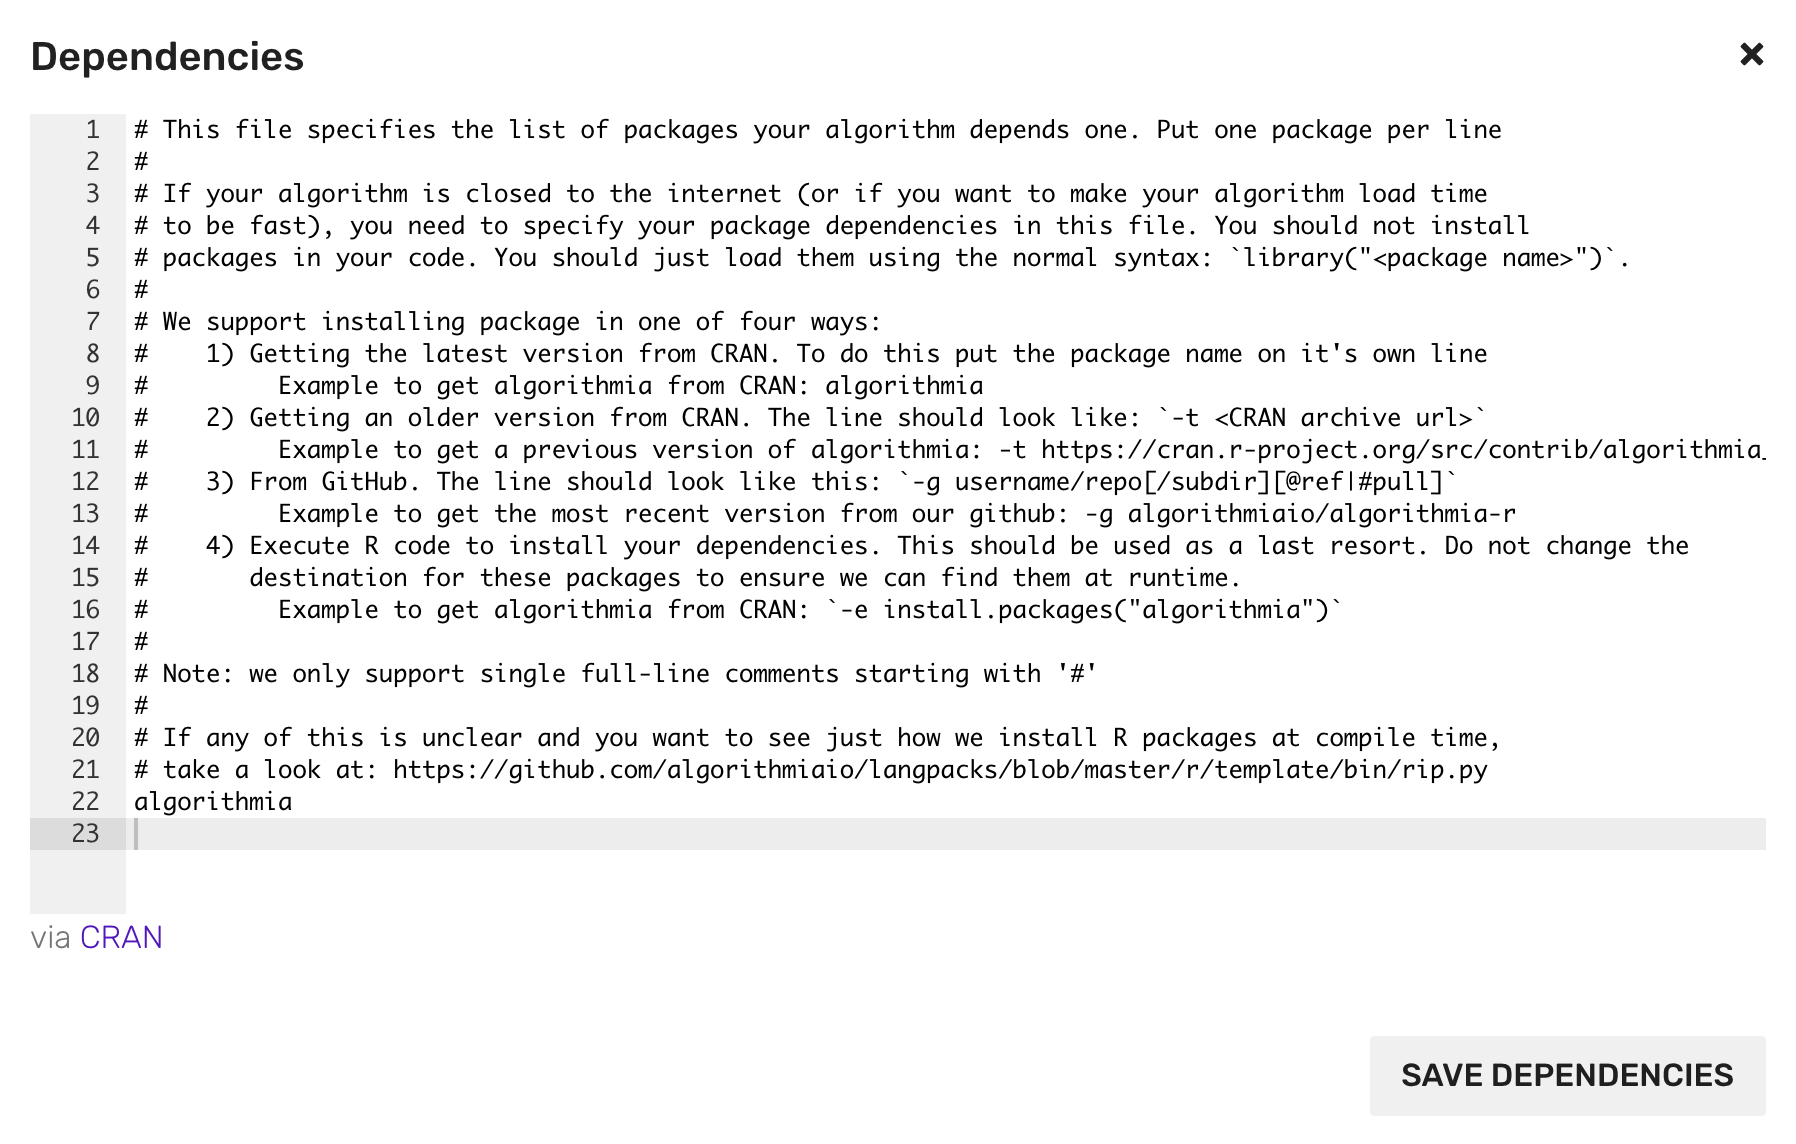 Dependencies
1 # This file specifies the list of packages your algorithm depends one. Put one package per line
2 #
3 # If your algorithm is closed to the internet (or if you want to make your algorithm load time
4 # to be fast), you need to specify your package dependencies in this file. You should not install
5 # packages in your code. You should just load them using the normal syntax: `library("<package name>")`.
6 #
7 # We support installing package in one of four ways:
8 #    1) Getting the latest version from CRAN. To do this put the package name on it's own line
9 #         Example to get algorithmia from CRAN: algorithmia
10 #    2) Getting an older version from CRAN. The line should look like: `-t <CRAN archive url>`
11 #         Example to get a previous version of algorithmia: -t https://cran.r-project.org/src/contrib/algorithmia_
12 #    3) From GitHub. The line should look like this: `-g username/repo[/subdir][@ref|#pull]`
13 #         Example to get the most recent version from our github: -g algorithmiaio/algorithmia-r
14 #    4) Execute R code to install your dependencies. This should be used as a last resort. Do not change the
15 #       destination for these packages to ensure we can find them at runtime.
16 #         Example to get algorithmia from CRAN: `-e install.packages("algorithmia")`
17 #
18 # Note: we only support single full-line comments starting with '#'
19 #
20 # If any of this is unclear and you want to see just how we install R packages at compile time,
21 # take a look at: https://github.com/algorithmiaio/langpacks/blob/master/r/template/bin/rip.py
22 algorithmia
23
via CRAN
SAVE DEPENDENCIES